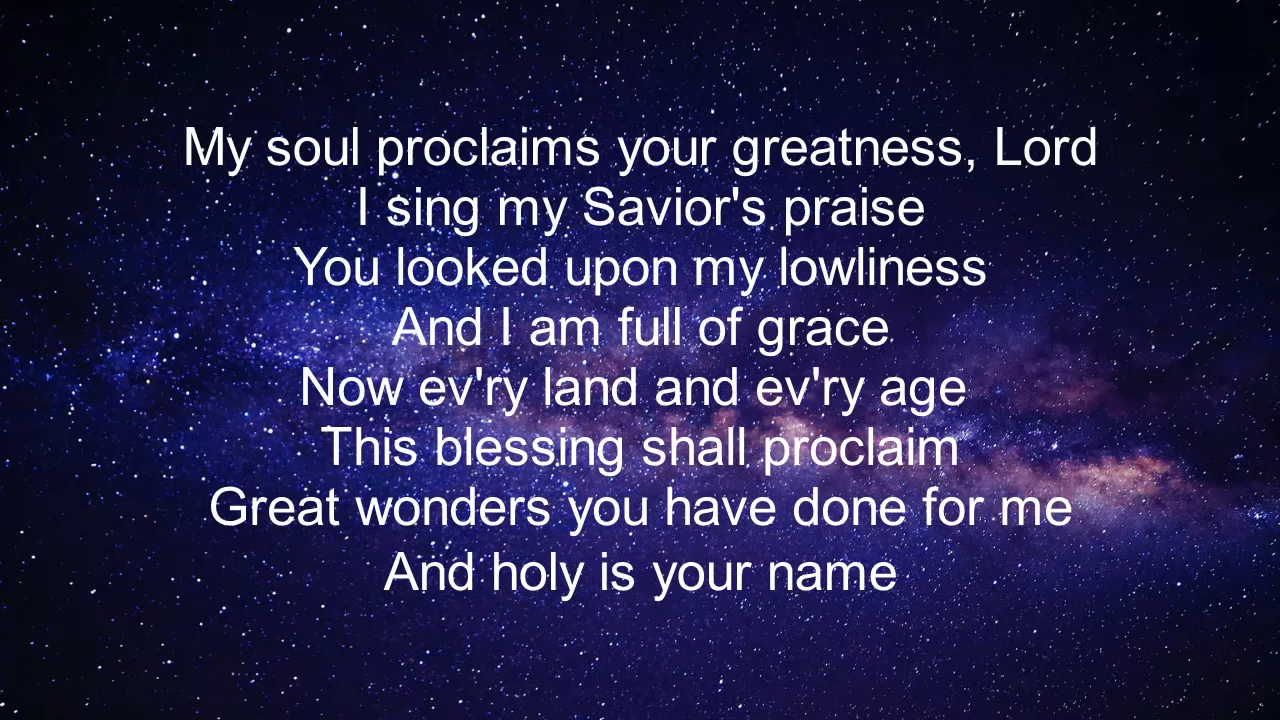 My soul proclaims your greatness, Lord
I sing my Savior's praise
You looked upon my lowliness
And I am full of grace
Now ev'ry land and ev'ry age
This blessing shall proclaim
Great wonders you have done for me
And holy is your name